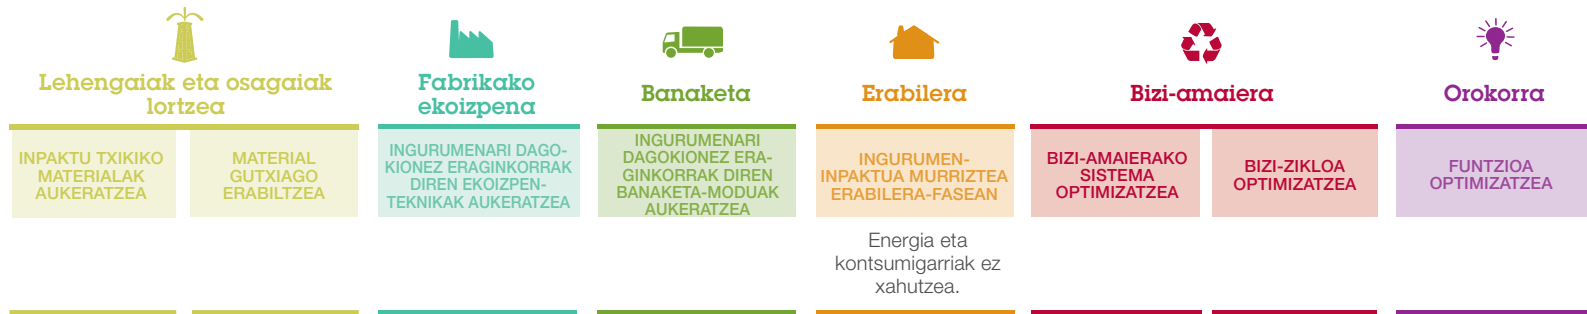 Lehengaiak eta osagaiak
lortzea
Fabrikako
ekoizpena
Banaketa
Erabilera
Bizi-amaiera
Orokorra
INPAKTU TXIKIKO
MATERIALAK
AUKERATZEA
MATERIAL
GUTXIAGO
ERABILTZEA
INGURUMENARI DAGO-
KIONEZ ERAGINKORRAK
DIREN EKOIZPEN-
TEKNIKAK AUKERATZEA
INGURUMENARI
DAGOKIONEZ ERA-
GINKORRAK DIREN
BANAKETA-MODUAK
AUKERATZEA
INGURUMEN-
INPAKTUA MURRIZTEA
ERABILERA-FASEAN
BIZI-AMAIERAKO
SISTEMA
OPTIMIZATZEA
BIZI-ZIKLOA
OPTIMIZATZEA
FUNTZIOA
OPTIMIZATZEA
Energia eta
kontsumigarriak ez
xahutzea.